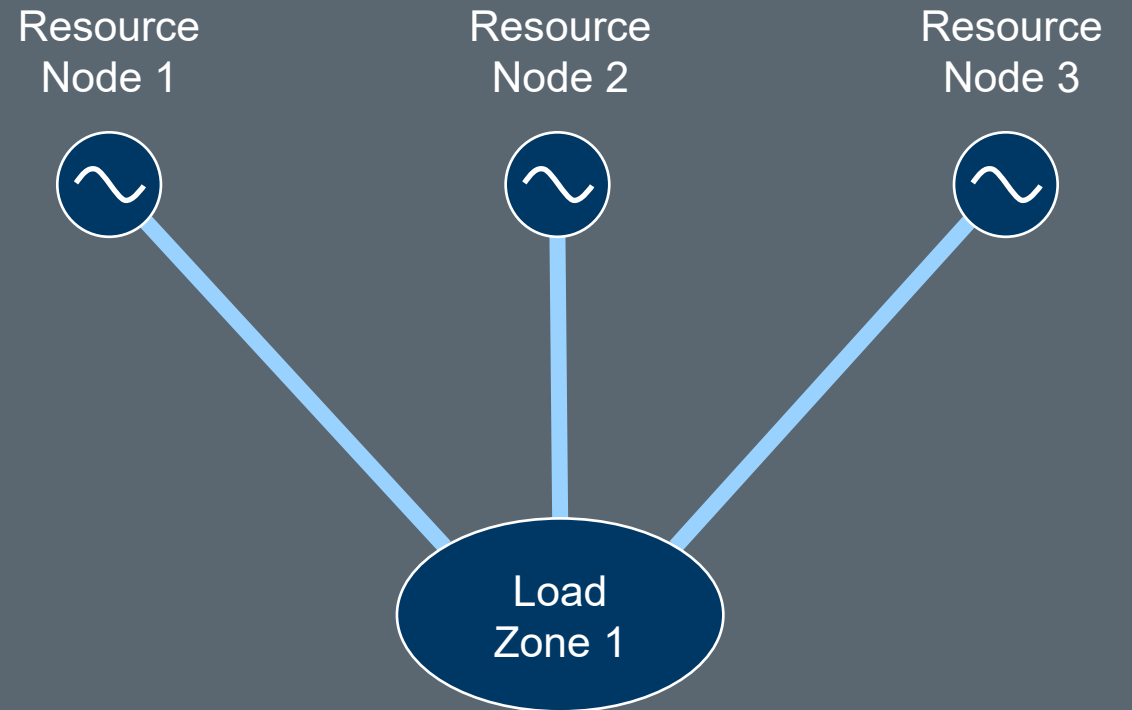 Resource
Node 1
Resource
Node 2
Resource
Node 3
Load
Zone 1